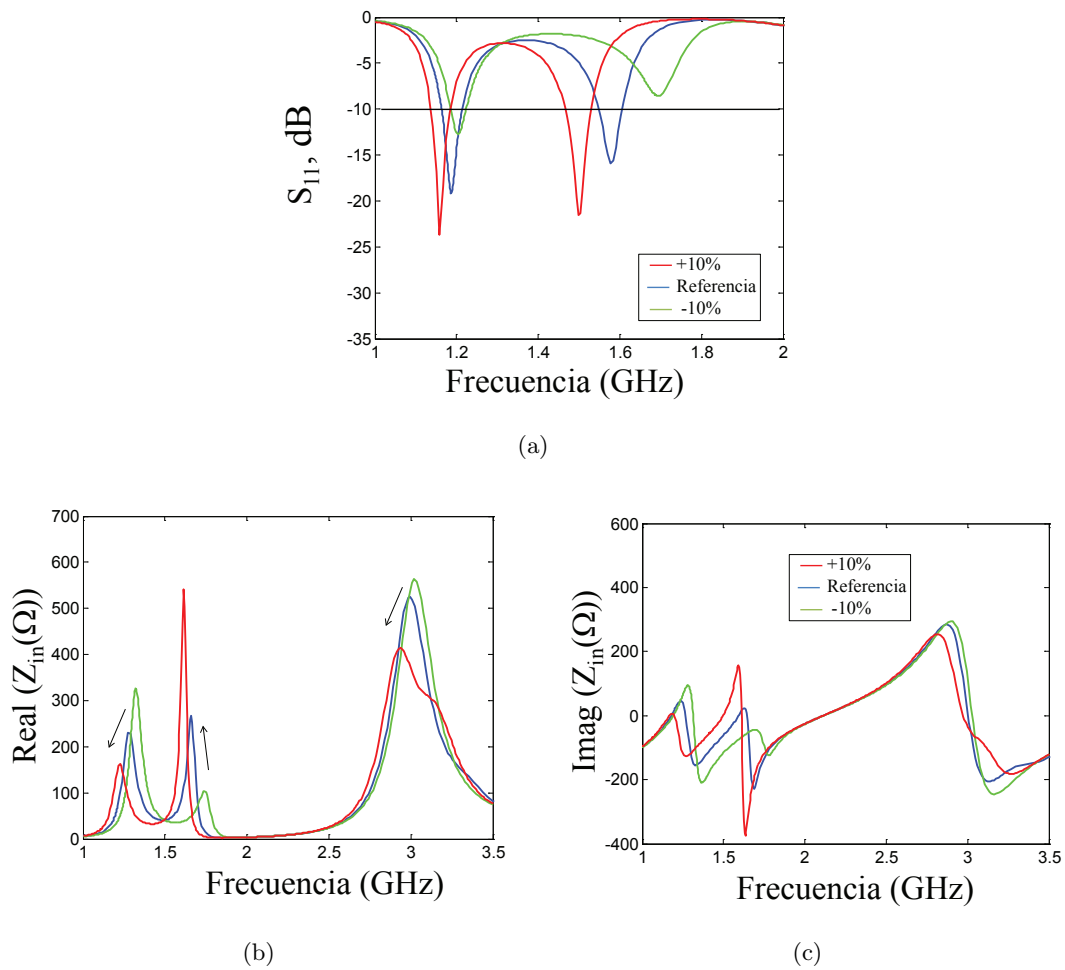 0
-5
-10
-15
-20
-25
-30
-35
S11, dB
+10%
Referencia
-10%
1 1.2 1.4 1.6 1.8 2
Frecuencia (GHz)
(a)
700
600
500
400
300
200
100
0
Real (Zin(Ω))
1 1.5 2 2.5 3 3.5
Frecuencia (GHz)
(b)
600
400
200
0
-200
-400
Imag (Zin(Ω))
+10%
Referencia
-10%
1 1.5 2 2.5 3 3.5
Frecuencia (GHz)
(c)